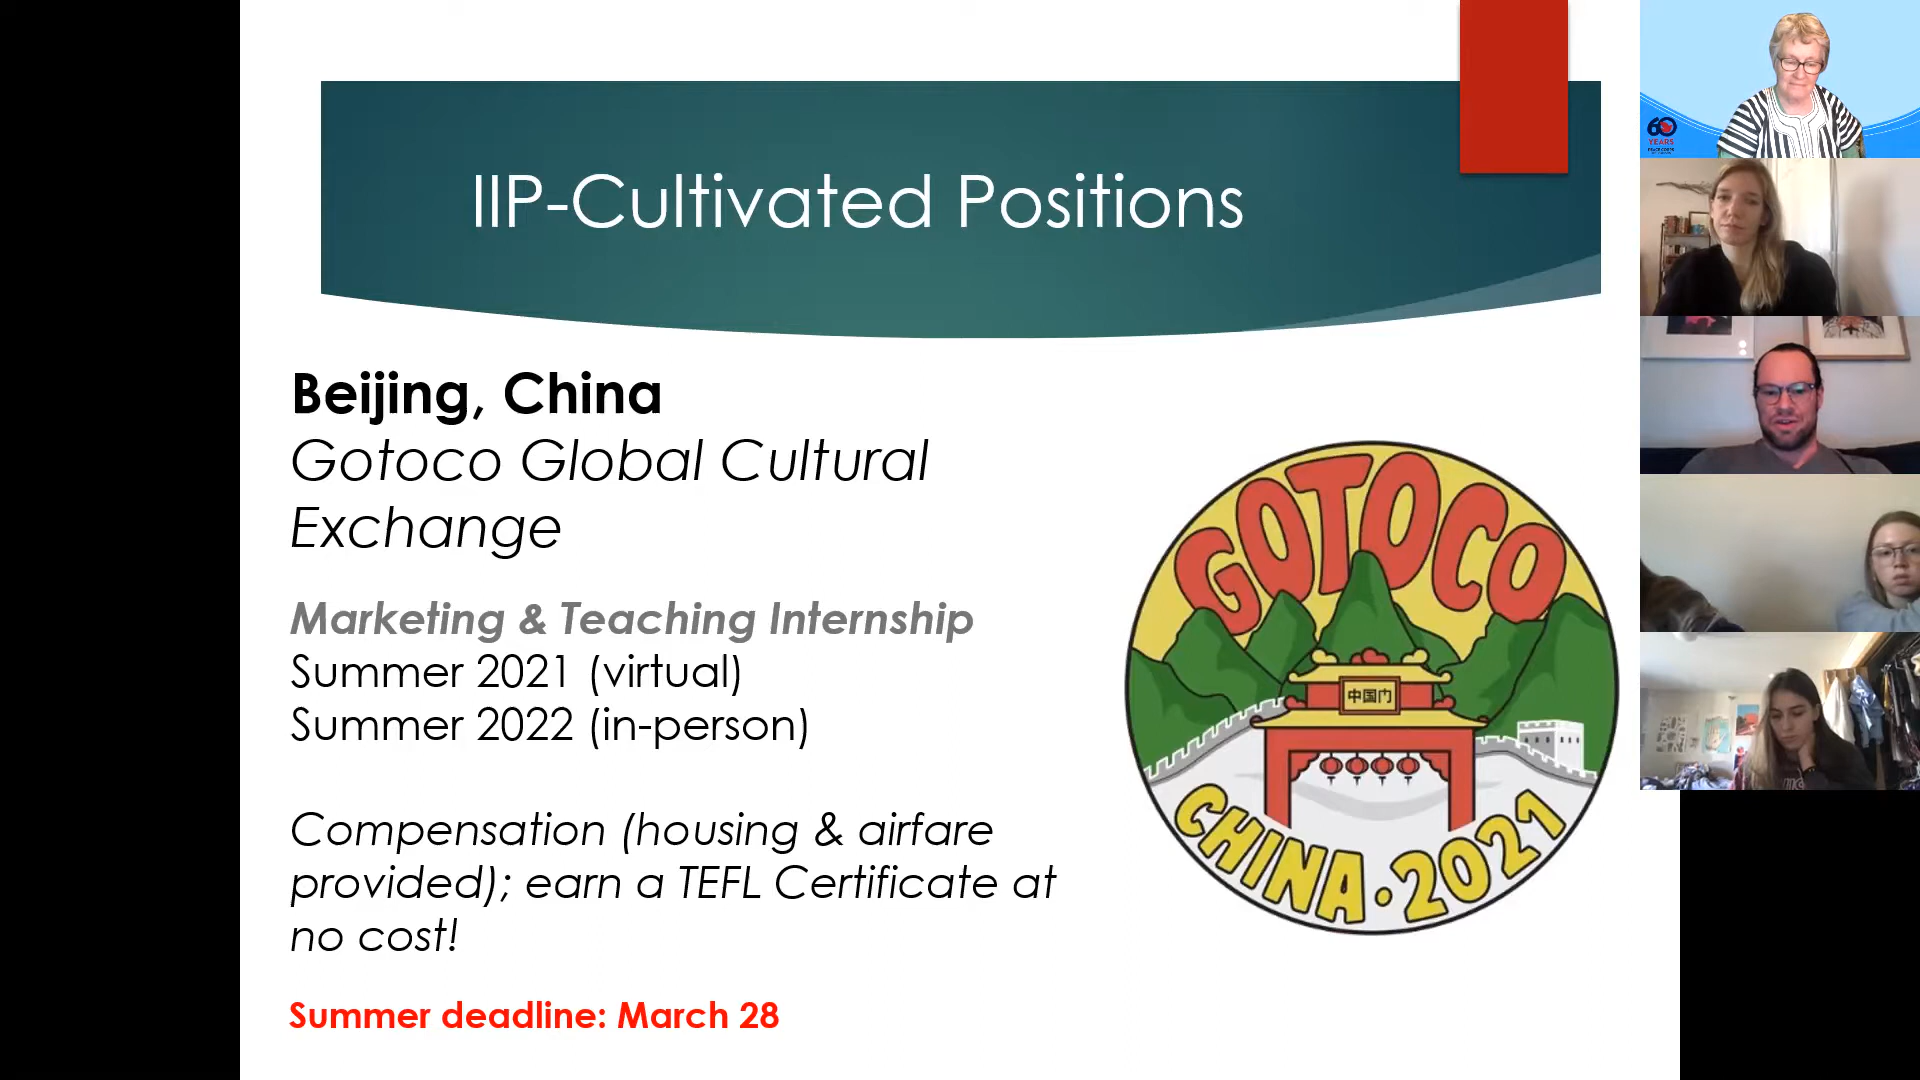 IIP-Cultivated Positions
Beijing, China
Gotoco Global Cultural
Exchange
Marketing & Teaching Internship
Summer 2021 (virtual)
Summer 2022 (in-person)
Compensation (housing & airfare
provided); earn a TEFL Certificate at
no cost!
Summer deadline: March 28
GOTOCO
中国门
CHINA · 2021
60
YEARS
PEACE CORPS